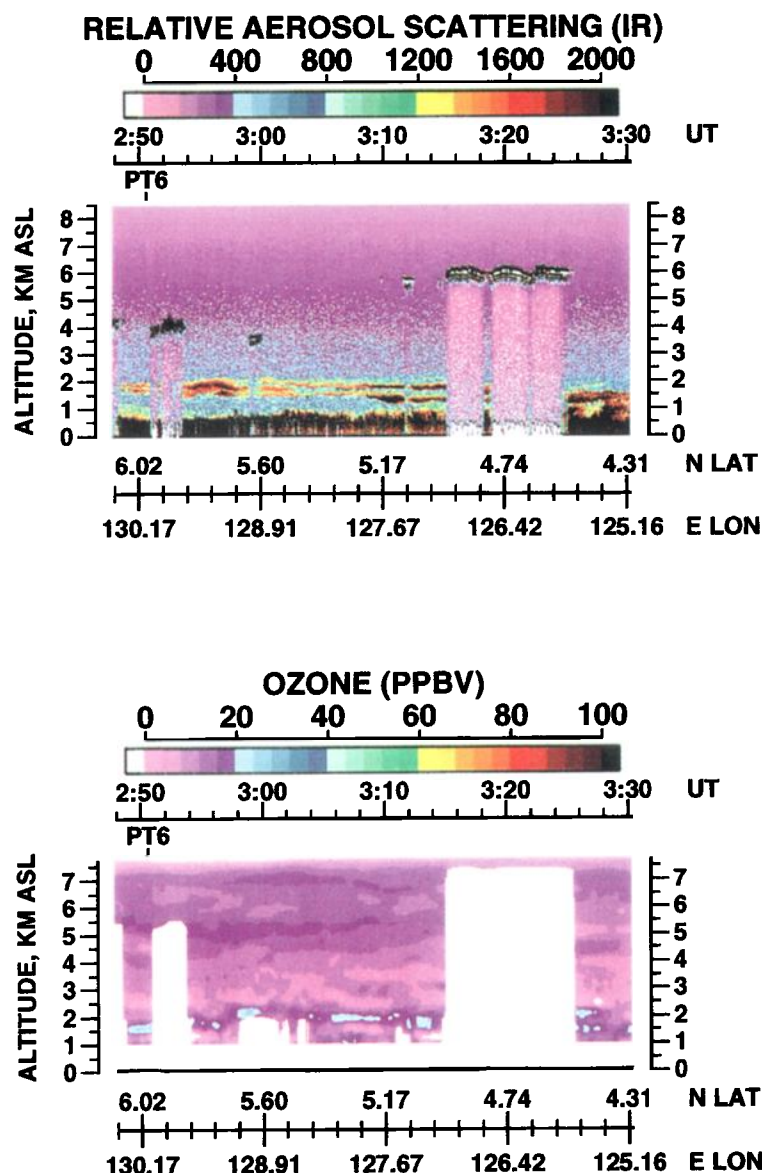 RELATIVE AEROSOL SCATTERING (IR)
0 400 800 1200 1600 2000
2:50 3:00 3:10 3:20 3:30 UT
PT6
ALTITUDE, KM ASL
8 8
7 7
6 6
5 5
4 4
3 3
2 2
1 1
0 0
6.02 5.60 5.17 4.74 4.31 N LAT
130.17 128.91 127.67 126.42 125.16 E LON
OZONE (PPBV)
0 20 40 60 80 100
2:50 3:00 3:10 3:20 3:30 UT
PT6
ALTITUDE, KM ASL
7 7
6 6
5 5
4 4
3 3
2 2
1 1
0 0
6.02 5.60 5.17 4.74 4.31 N LAT
130.17 128.91 127.67 126.42 125.16 E LON